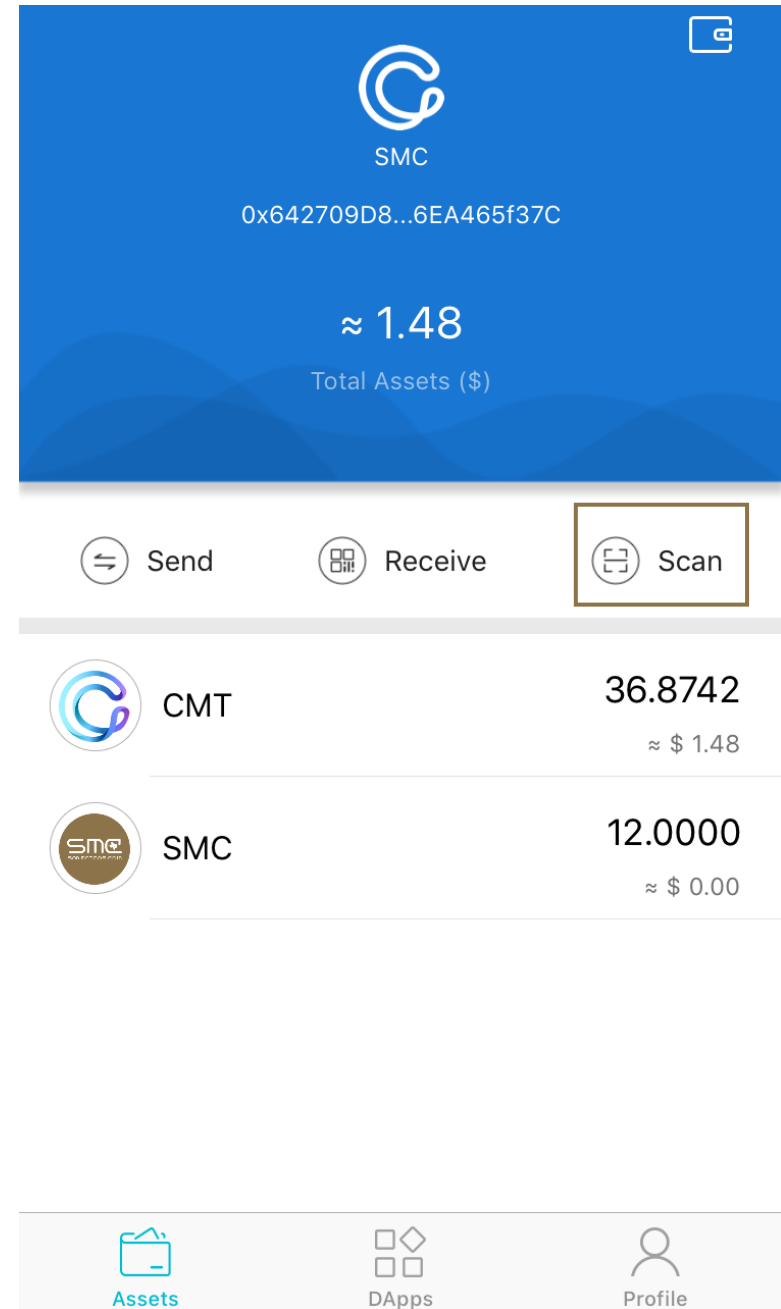 SMC
0x642709D8...6EA465f37C
≈ 1.48
Total Assets ($)
Send Receive Scan
CMT 36.8742
≈ $ 1.48
SMC 12.0000
≈ $ 0.00
Assets DApps Profile